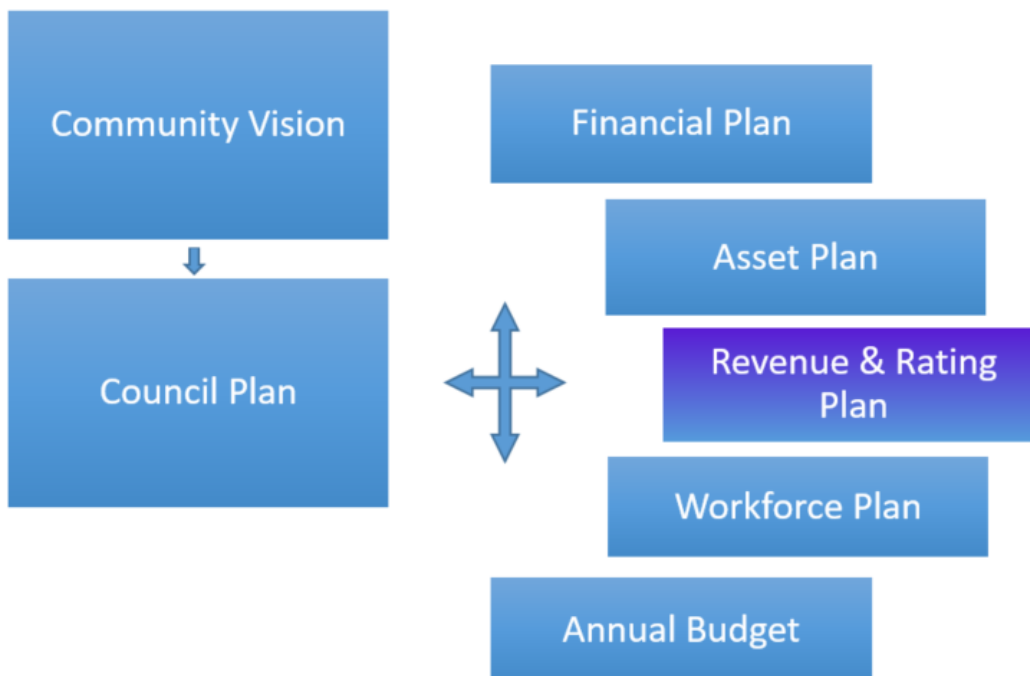 Community Vision
Council Plan
Financial Plan
Asset Plan
Revenue & Rating
Plan
Workforce Plan
Annual Budget